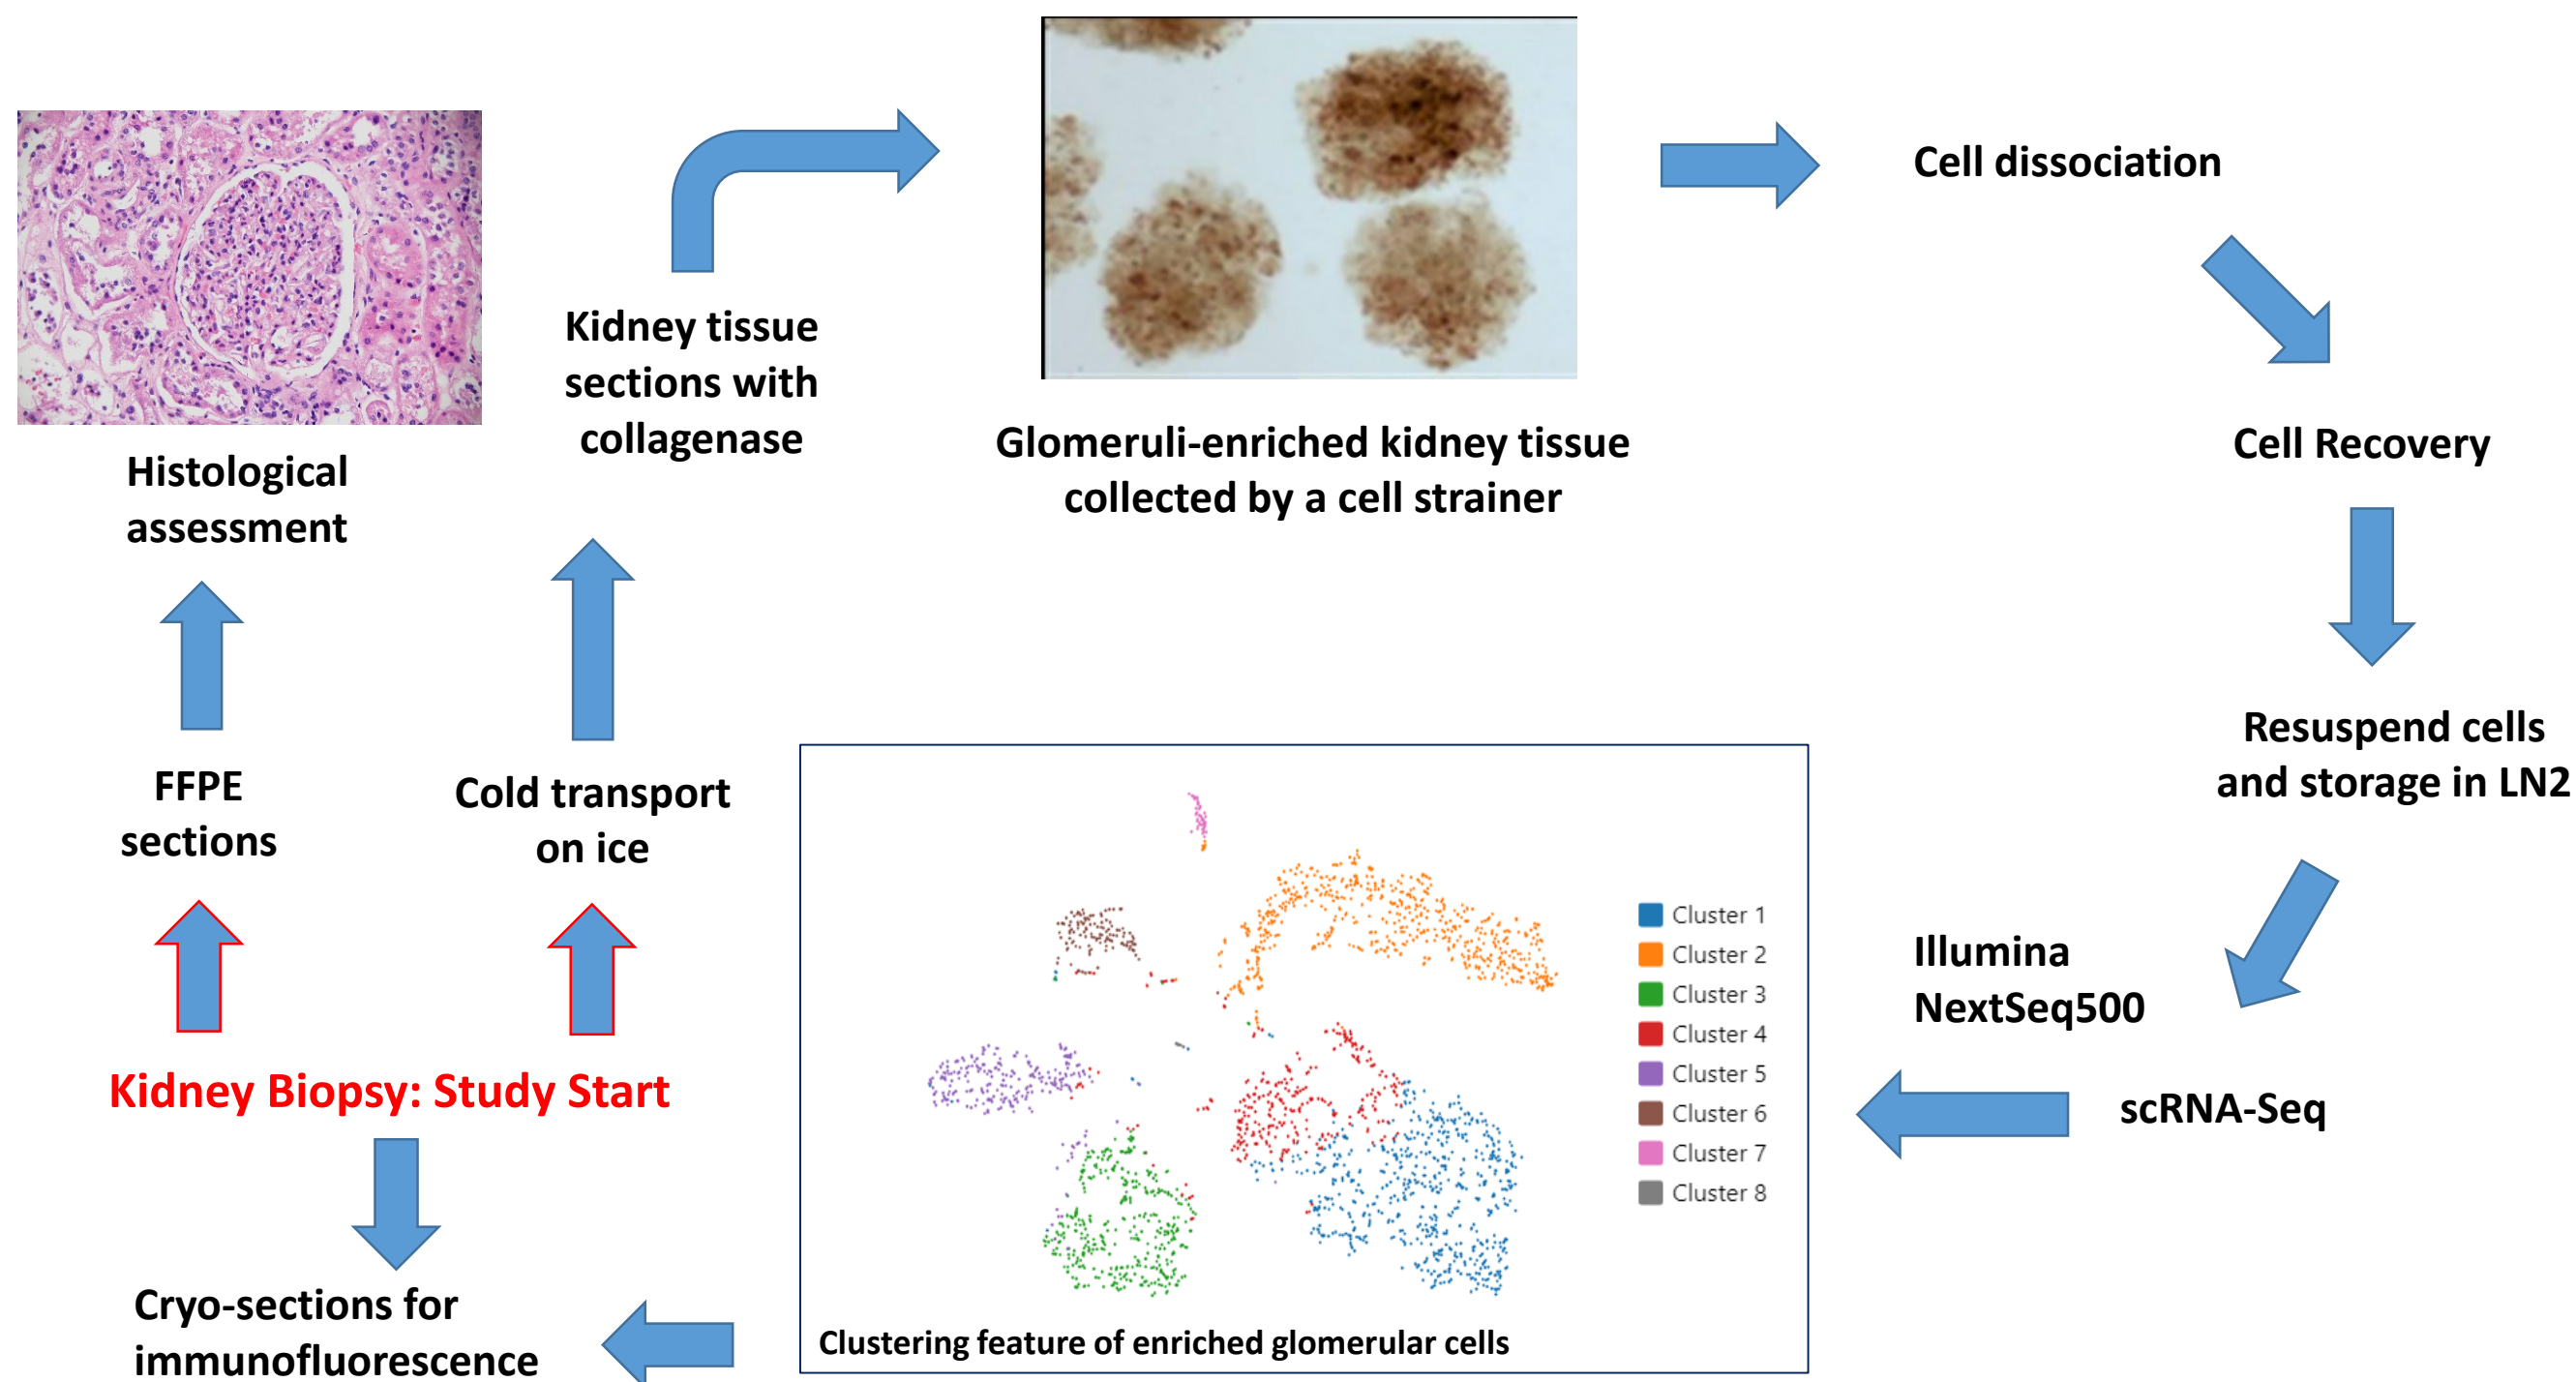 Histological
assessment
FFPE
sections
Kidney Biopsy: Study Start
Cold transport
on ice
Kidney tissue
sections with
collagenase
Glomeruli-enriched kidney tissue
collected by a cell strainer
Cell dissociation
Cell Recovery
Resuspend cells
and storage in LN2
Illumina
NextSeq500
scRNA-Seq
Cluster 1
Cluster 2
Cluster 3
Cluster 4
Cluster 5
Cluster 6
Cluster 7
Cluster 8
Clustering feature of enriched glomerular cells
Cryo-sections for
immunofluorescence